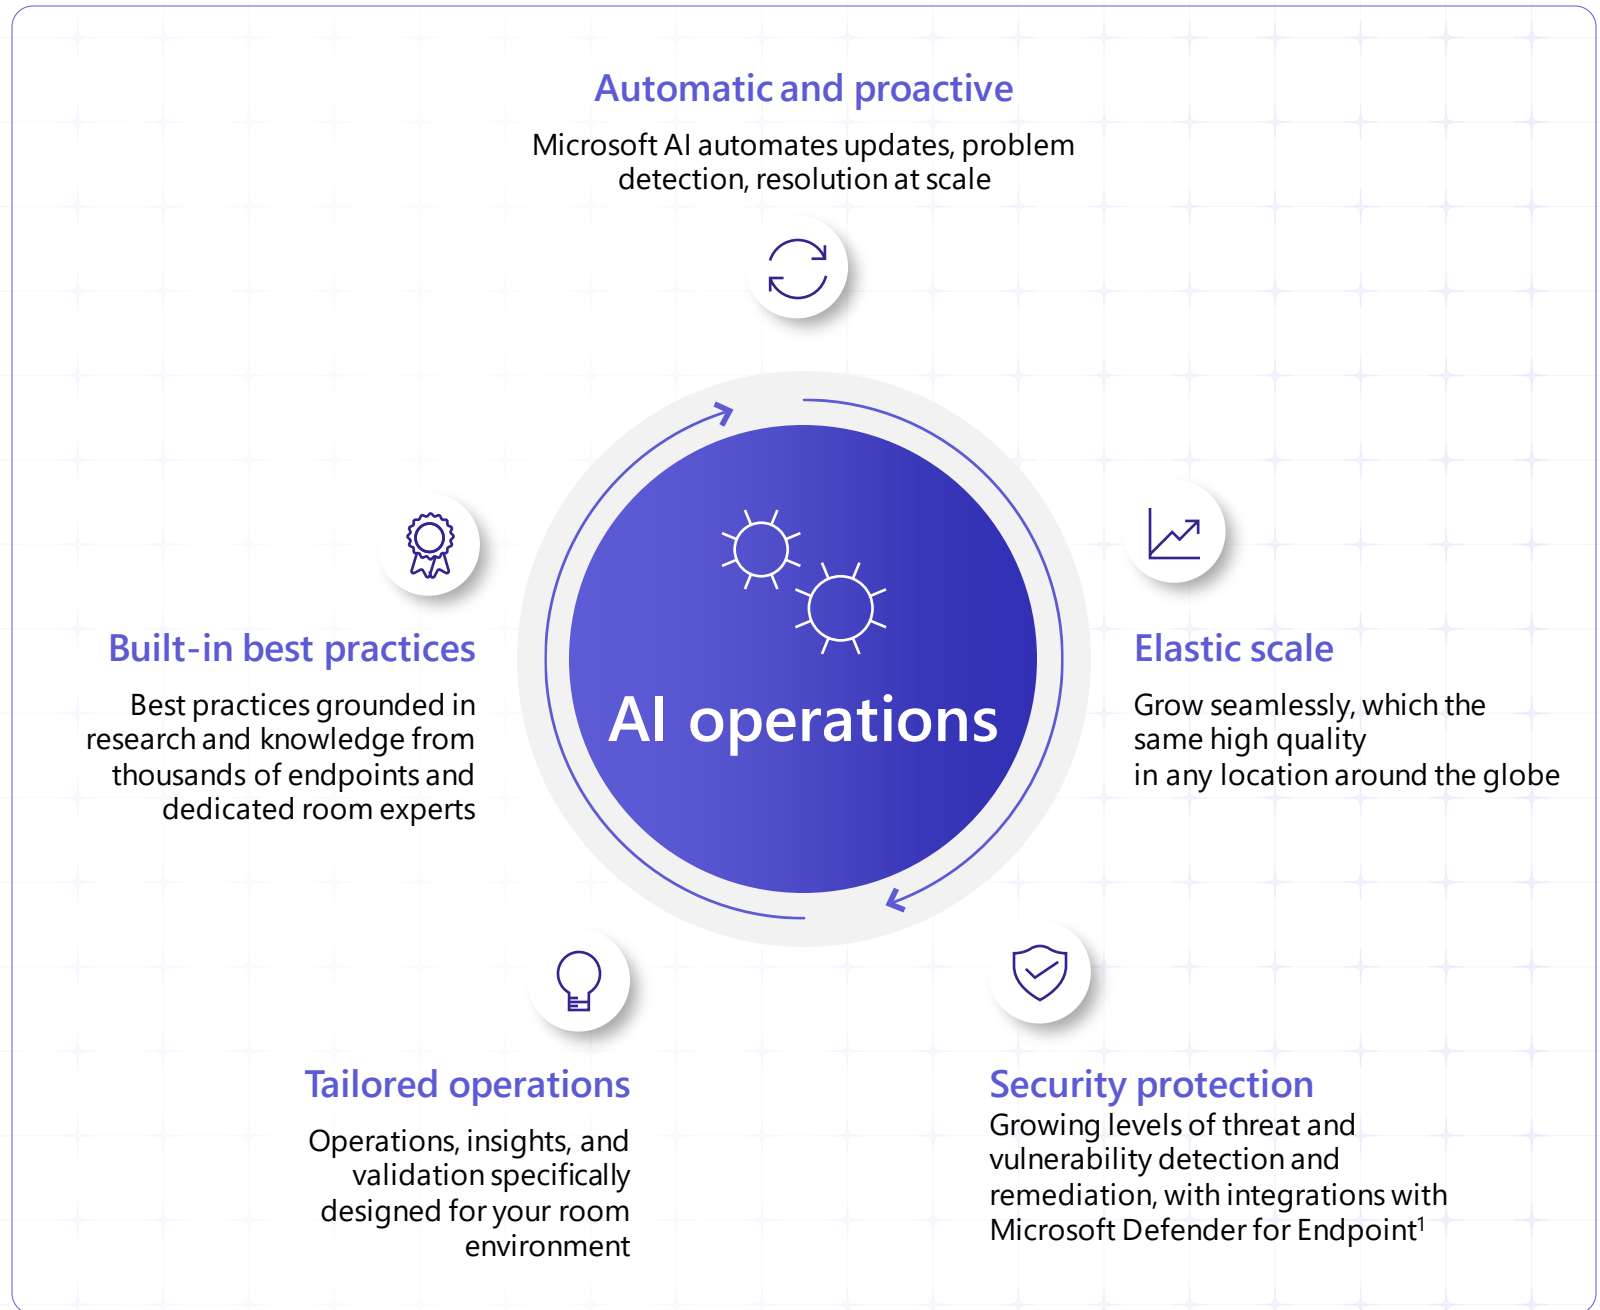 Automatic and proactive
Microsoft AI automates updates, problem
detection, resolution at scale
Built-in best practices
Best practices grounded in
research and knowledge from
thousands of endpoints and
dedicated room experts
AI operations
Elastic scale
Grow seamlessly, which the
same high quality
in any location around the globe
Tailored operations
Operations, insights, and
validation specifically
designed for your room
environment
Security protection
Growing levels of threat and
vulnerability detection and
remediation, with integrations with
Microsoft Defender for Endpoint¹